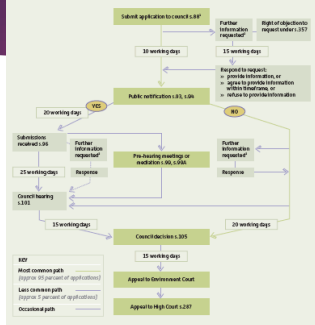 Submit application to council s.88¹
Further
information
requested²
Right of objection to
request under s.357
10 working days
15 working days
Respond to request:
» provide information, or
» agree to provide information
within timeframe, or
» refuse to provide information
Public notification s.93, s.94
YES
NO
20 working days
Submissions
received s.96
Further
information
requested²
Pre-hearing meetings or
mediation s.99, s.99A
Further
information
requested²
Response
Response
25 working days
Council hearing
s.101
15 working days
20 working days
Council decision s.105
15 working days
KEY
Most common path
(approx 95 percent of applications)
Less common path
(approx 5 percent of applications)
Occasional path
Appeal to Environment Court
Appeal to High Court s.287